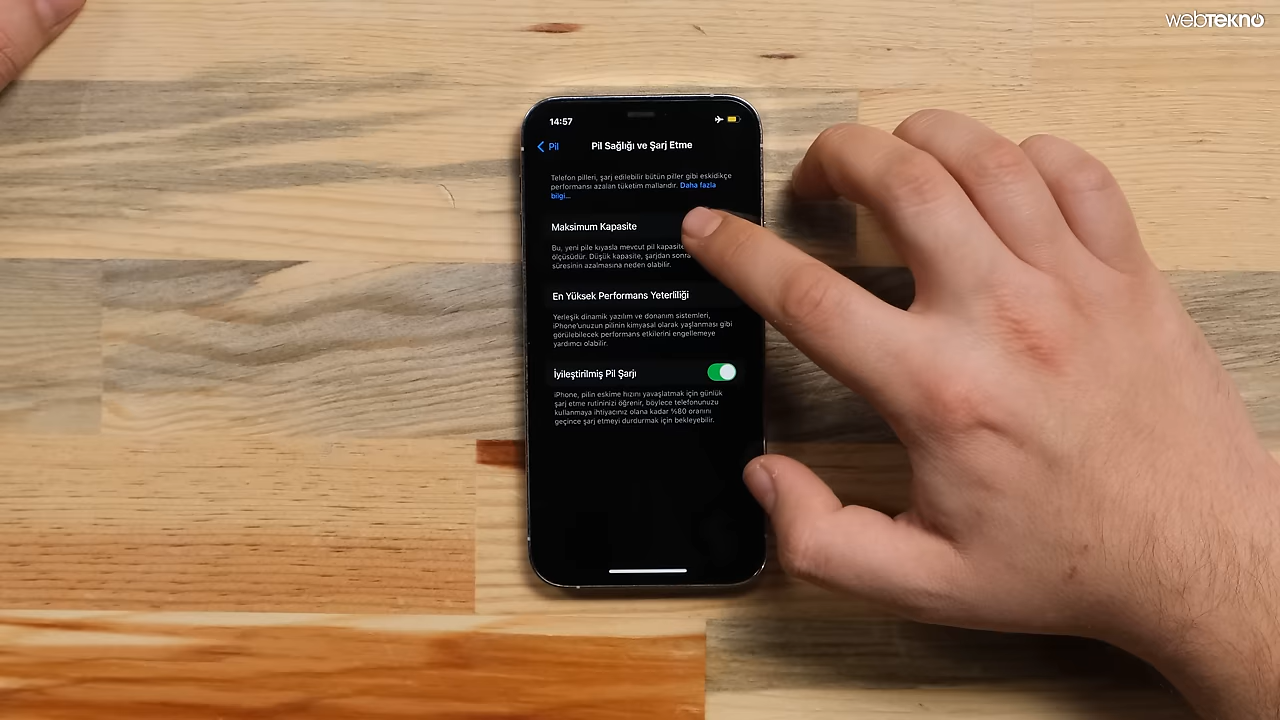 webTEKNO
14:57
Pil
Pil Sağlığı ve Şarj Etme
Telefon pilleri, şarj edilebilir bütün piller gibi eskidikçe
performansı azalan tüketim mallarıdır. Daha fazla
bilgi...
Maksimum Kapasite
Bu, yeni pile kıyasla mevcut pil kapasite
ölçüsüdür. Düşük kapasite, şarjdan sonra
süresinin azalmasına neden olabilir.
En Yüksek Performans Yeterliliği
Yerleşik dinamik yazılım ve donanım sistemleri,
iPhone'unuzun pilinin kimyasal olarak yaşlanması gibi
görülebilecek performans etkilerini engellemeye
yardımcı olabilir.
İyileştirilmiş Pil Şarjı
iPhone, pilin eskime hızını yavaşlatmak için günlük
şarj etme rutininizi öğrenir, böylece telefonunuzu
kullanmaya ihtiyacınız olana kadar %80 oranını
geçince şarj etmeyi durdurmak için bekleyebilir.